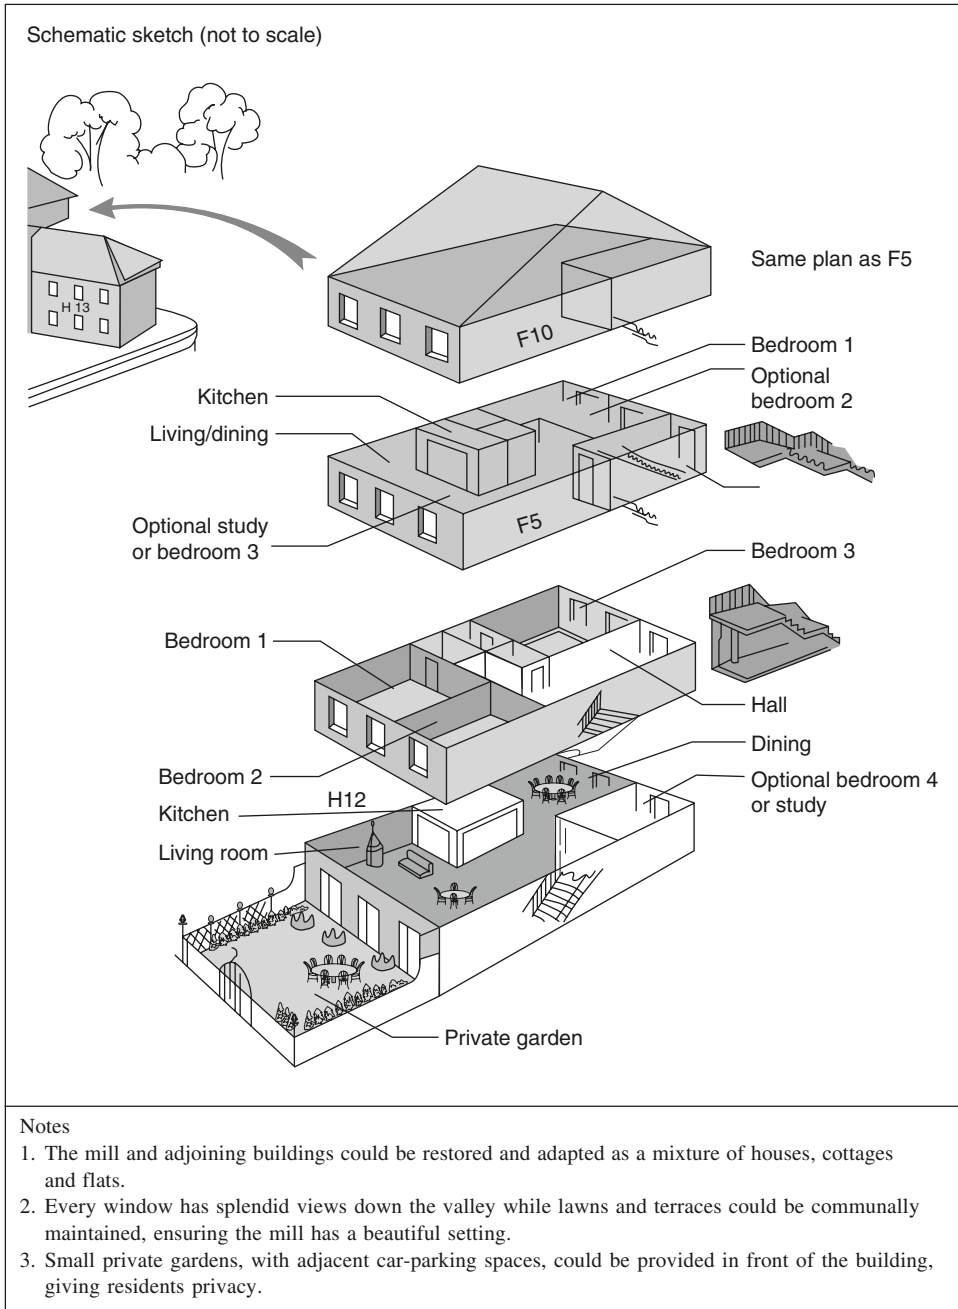 Schematic sketch (not to scale)
H 13
Same plan as F5
F10
Bedroom 1
Optional
bedroom 2
Kitchen
Living/dining
F5
Optional study
or bedroom 3
Bedroom 3
Bedroom 1
Hall
Dining
Bedroom 2
Optional bedroom 4
or study
H12
Kitchen
Living room
Private garden
Notes
1. The mill and adjoining buildings could be restored and adapted as a mixture of houses, cottages
and flats.
2. Every window has splendid views down the valley while lawns and terraces could be communally
maintained, ensuring the mill has a beautiful setting.
3. Small private gardens, with adjacent car-parking spaces, could be provided in front of the building,
giving residents privacy.